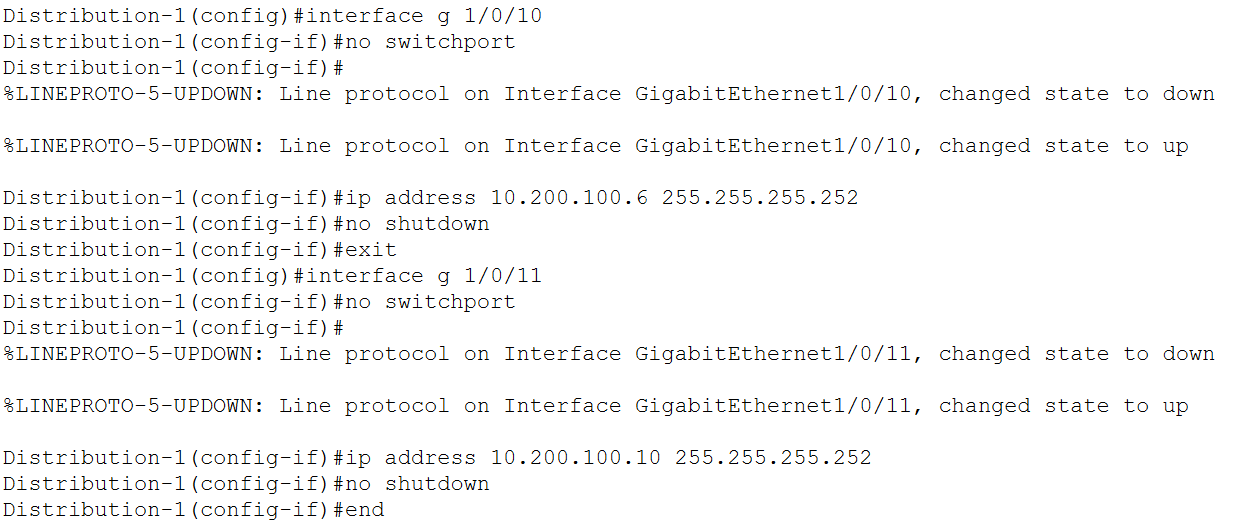 Distribution-1(config)#interface g 1/0/10
Distribution-1(config-if)#no switchport
Distribution-1(config-if)#
%LINEPROTO-5-UPDOWN: Line protocol on Interface GigabitEthernet1/0/10, changed state to down
%LINEPROTO-5-UPDOWN: Line protocol on Interface GigabitEthernet1/0/10, changed state to up
Distribution-1(config-if)#ip address 10.200.100.6 255.255.255.252
Distribution-1(config-if)#no shutdown
Distribution-1(config-if)#exit
Distribution-1(config)#interface g 1/0/11
Distribution-1(config-if)#no switchport
Distribution-1(config-if)#
%LINEPROTO-5-UPDOWN: Line protocol on Interface GigabitEthernet1/0/11, changed state to down
%LINEPROTO-5-UPDOWN: Line protocol on Interface GigabitEthernet1/0/11, changed state to up
Distribution-1(config-if)#ip address 10.200.100.10 255.255.255.252
Distribution-1(config-if)#no shutdown
Distribution-1(config-if)#end